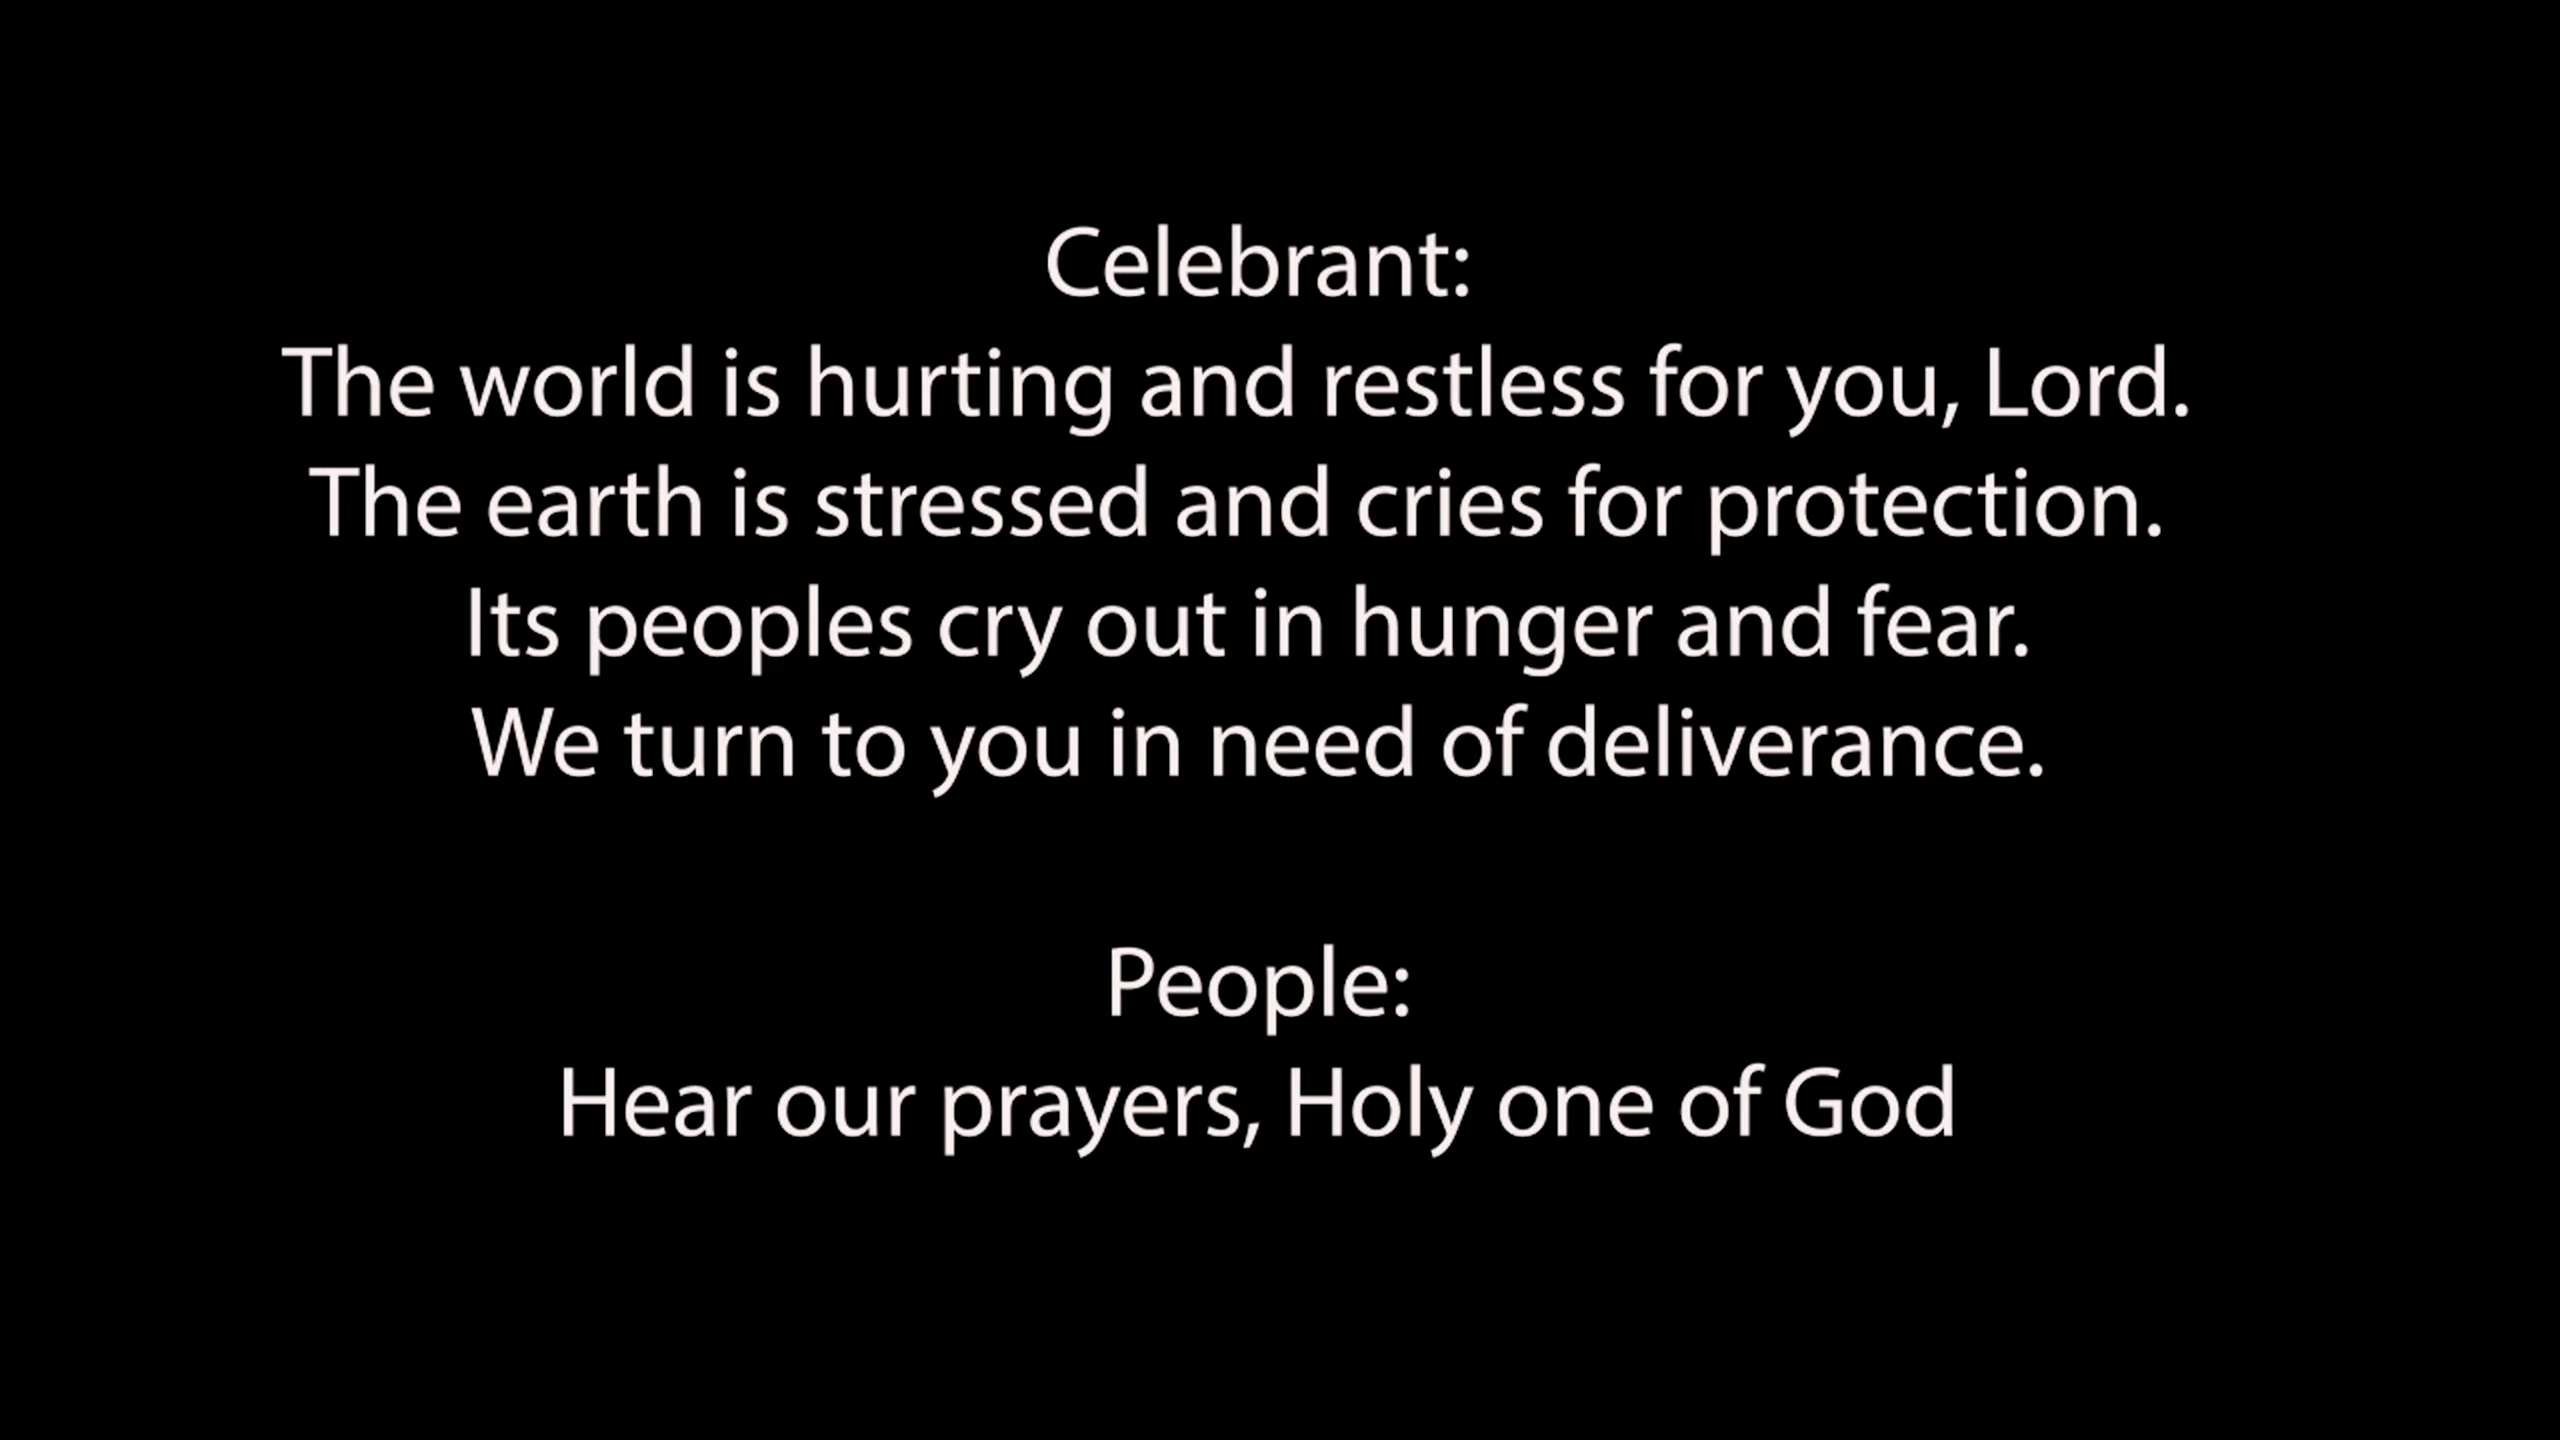 Celebrant:
The world is hurting and restless for you, Lord.
The earth is stressed and cries for protection.
Its peoples cry out in hunger and fear.
We turn to you in need of deliverance.
People:
Hear our prayers, Holy one of God